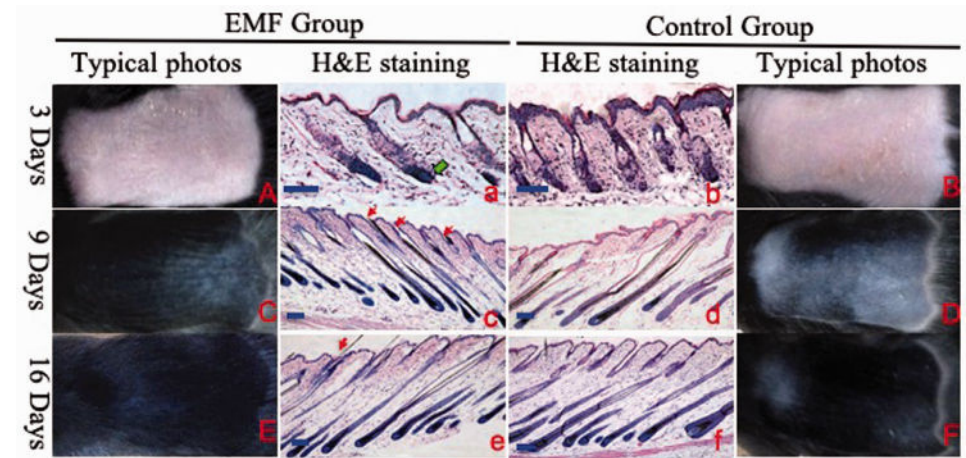 EMF Group Control Group
Typical photos H&E staining H&E staining Typical photos
3 Days
A a b B
9 Days
C c d D
16 Days
E e f F